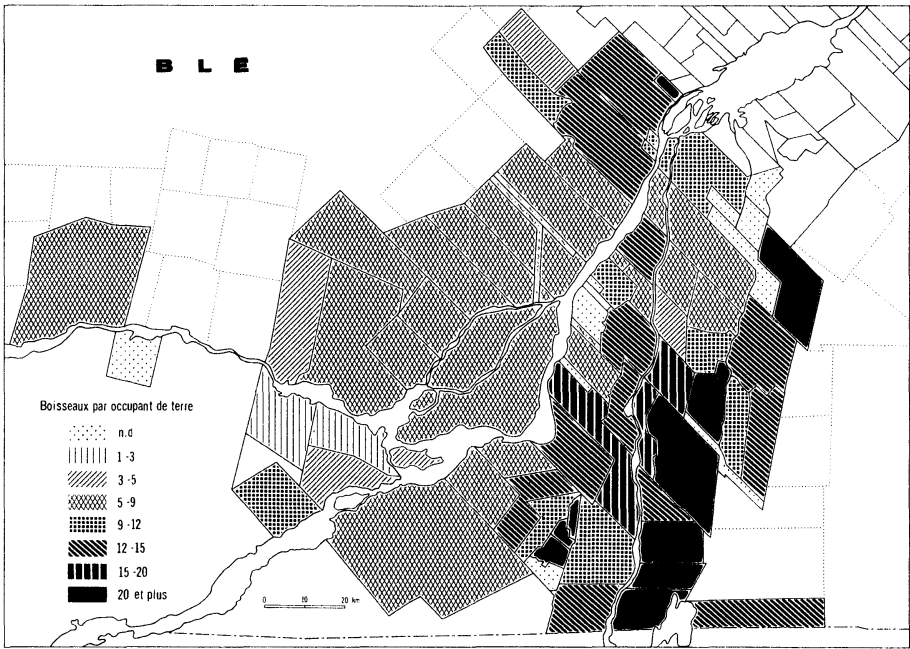 B L É
Boisseaux par occupant de terre
n.d
1 - 3
3 - 5
5 - 9
9 - 12
12 - 15
15 - 20
20 et plus
0 10 20 km